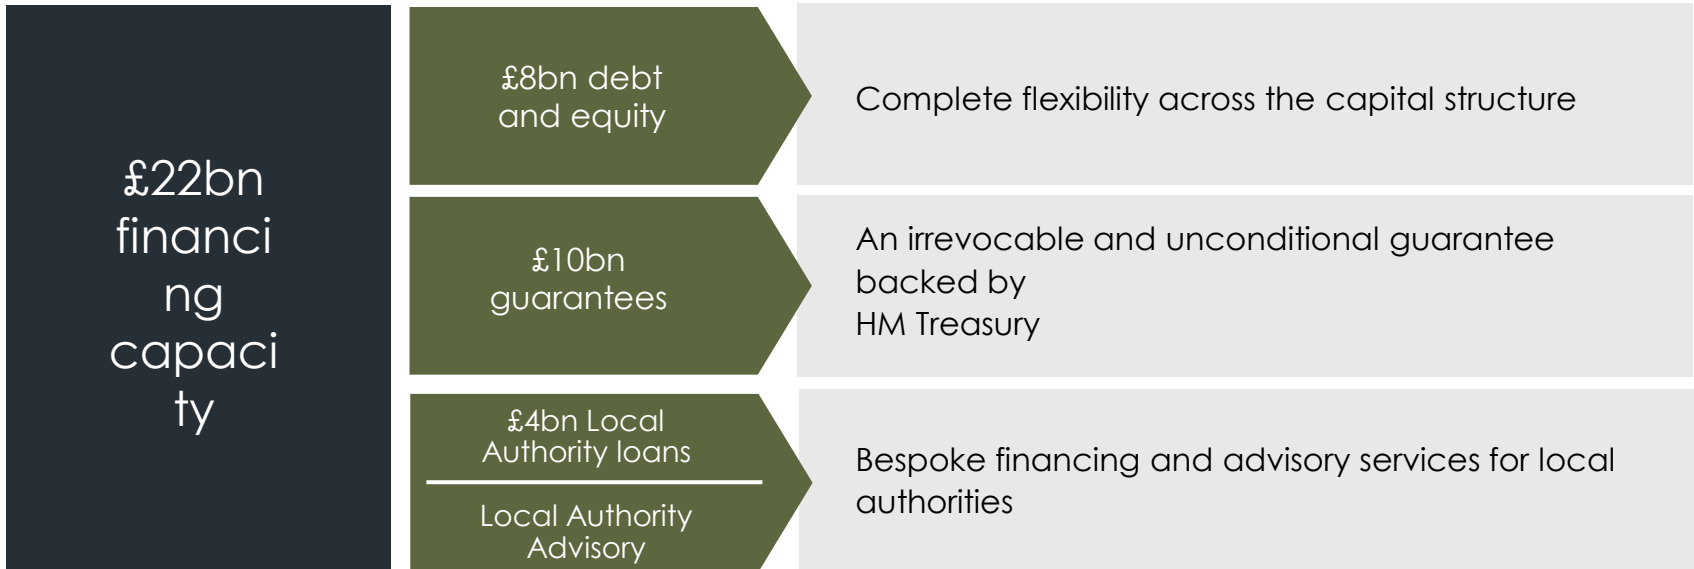 £22bn
financi
ng
capaci
ty
£8bn debt
and equity
Complete flexibility across the capital structure
£10bn
guarantees
An irrevocable and unconditional guarantee
backed by
HM Treasury
£4bn Local
Authority loans
Local Authority
Advisory
Bespoke financing and advisory services for local
authorities